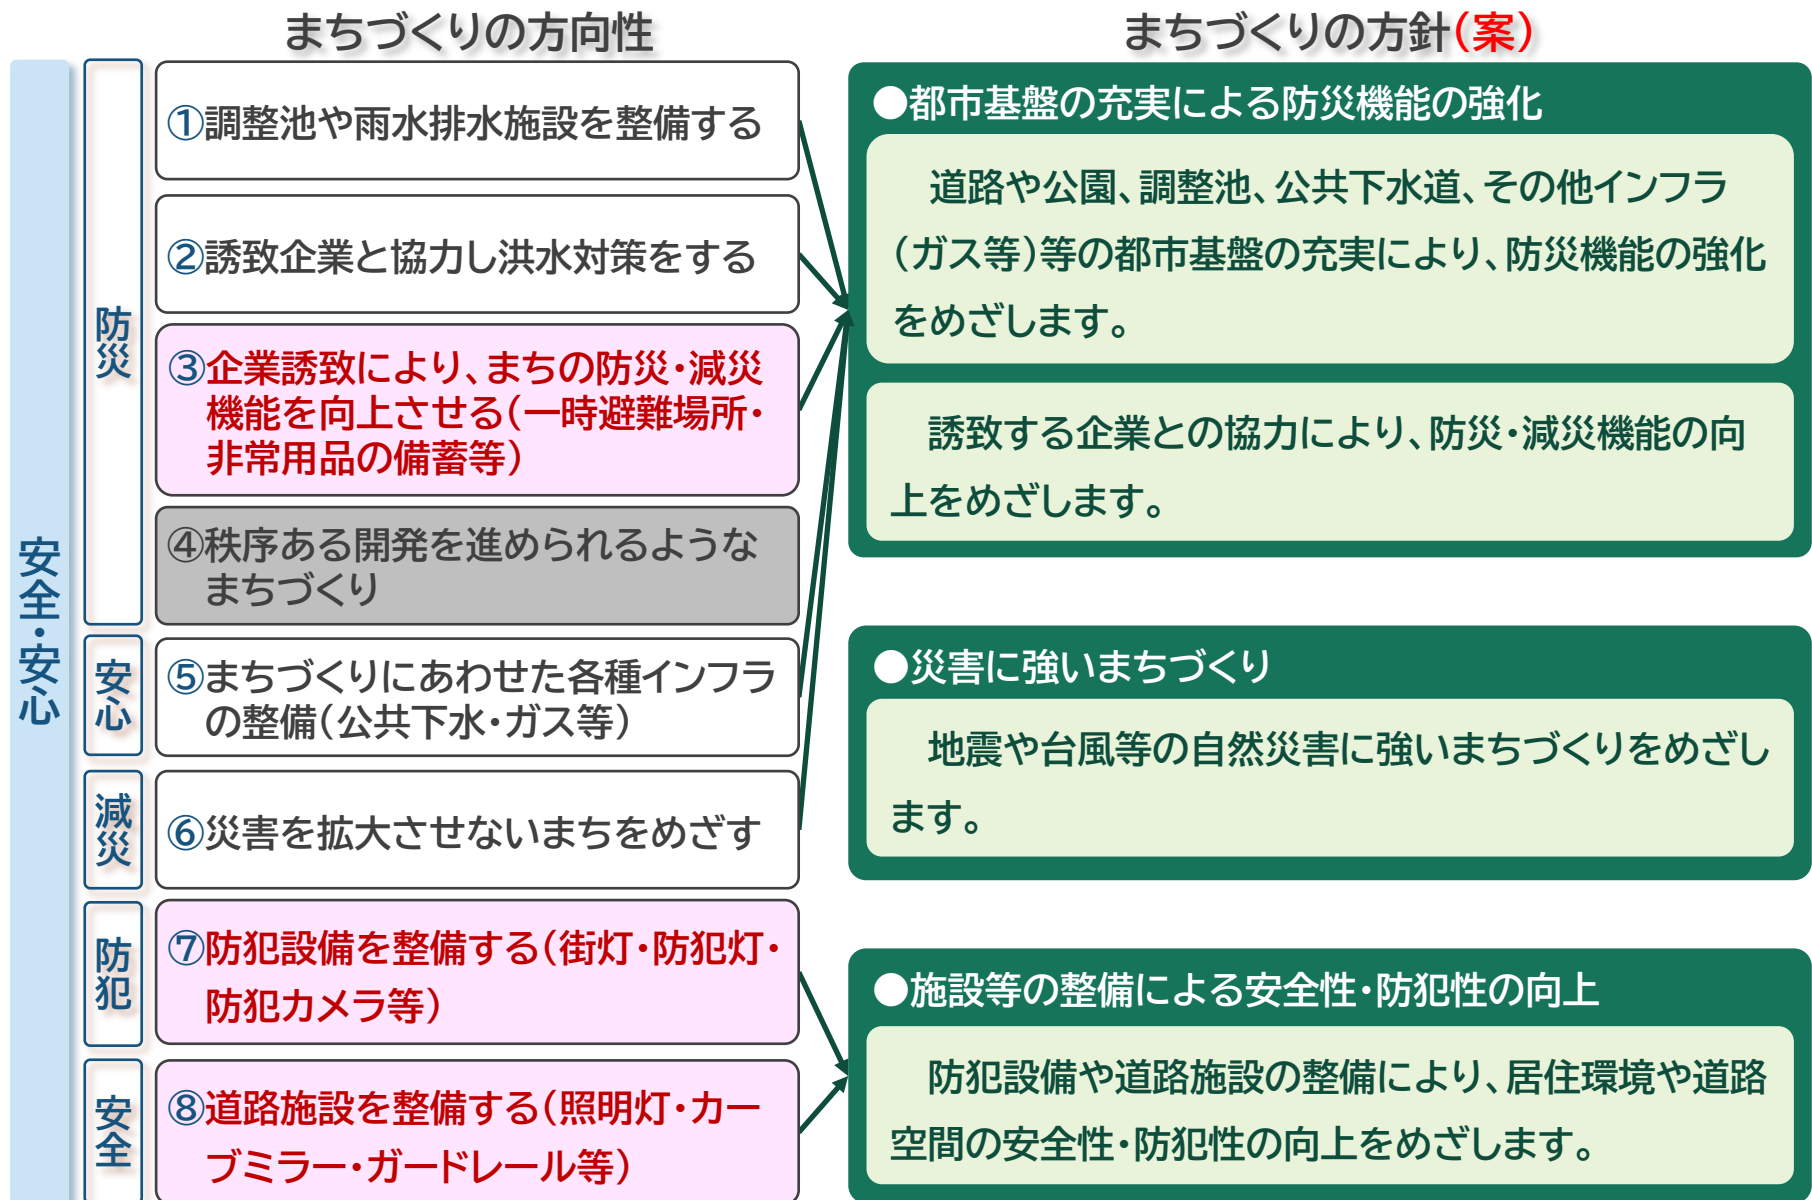 まちづくりの方向性
まちづくりの方針(案)
安全・安心
防災
①調整池や雨水排水施設を整備する
②誘致企業と協力し洪水対策をする
③企業誘致により、まちの防災・減災
機能を向上させる(一時避難場所・
非常用品の備蓄等)
④秩序ある開発を進められるような
まちづくり
安心
⑤まちづくりにあわせた各種インフラ
の整備(公共下水・ガス等)
減災
⑥災害を拡大させないまちをめざす
防犯
⑦防犯設備を整備する(街灯・防犯灯・
防犯カメラ等)
安全
⑧道路施設を整備する(照明灯・カー
ブミラー・ガードレール等)
●都市基盤の充実による防災機能の強化
道路や公園、調整池、公共下水道、その他インフラ
(ガス等)等の都市基盤の充実により、防災機能の強化
をめざします。
誘致する企業との協力により、防災・減災機能の向
上をめざします。
●災害に強いまちづくり
地震や台風等の自然災害に強いまちづくりをめざし
ます。
●施設等の整備による安全性・防犯性の向上
防犯設備や道路施設の整備により、居住環境や道路
空間の安全性・防犯性の向上をめざします。